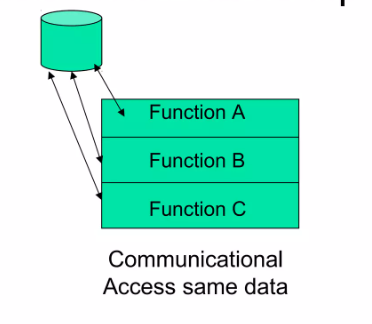 Function A
Function B
Function C
Communicational
Access same data